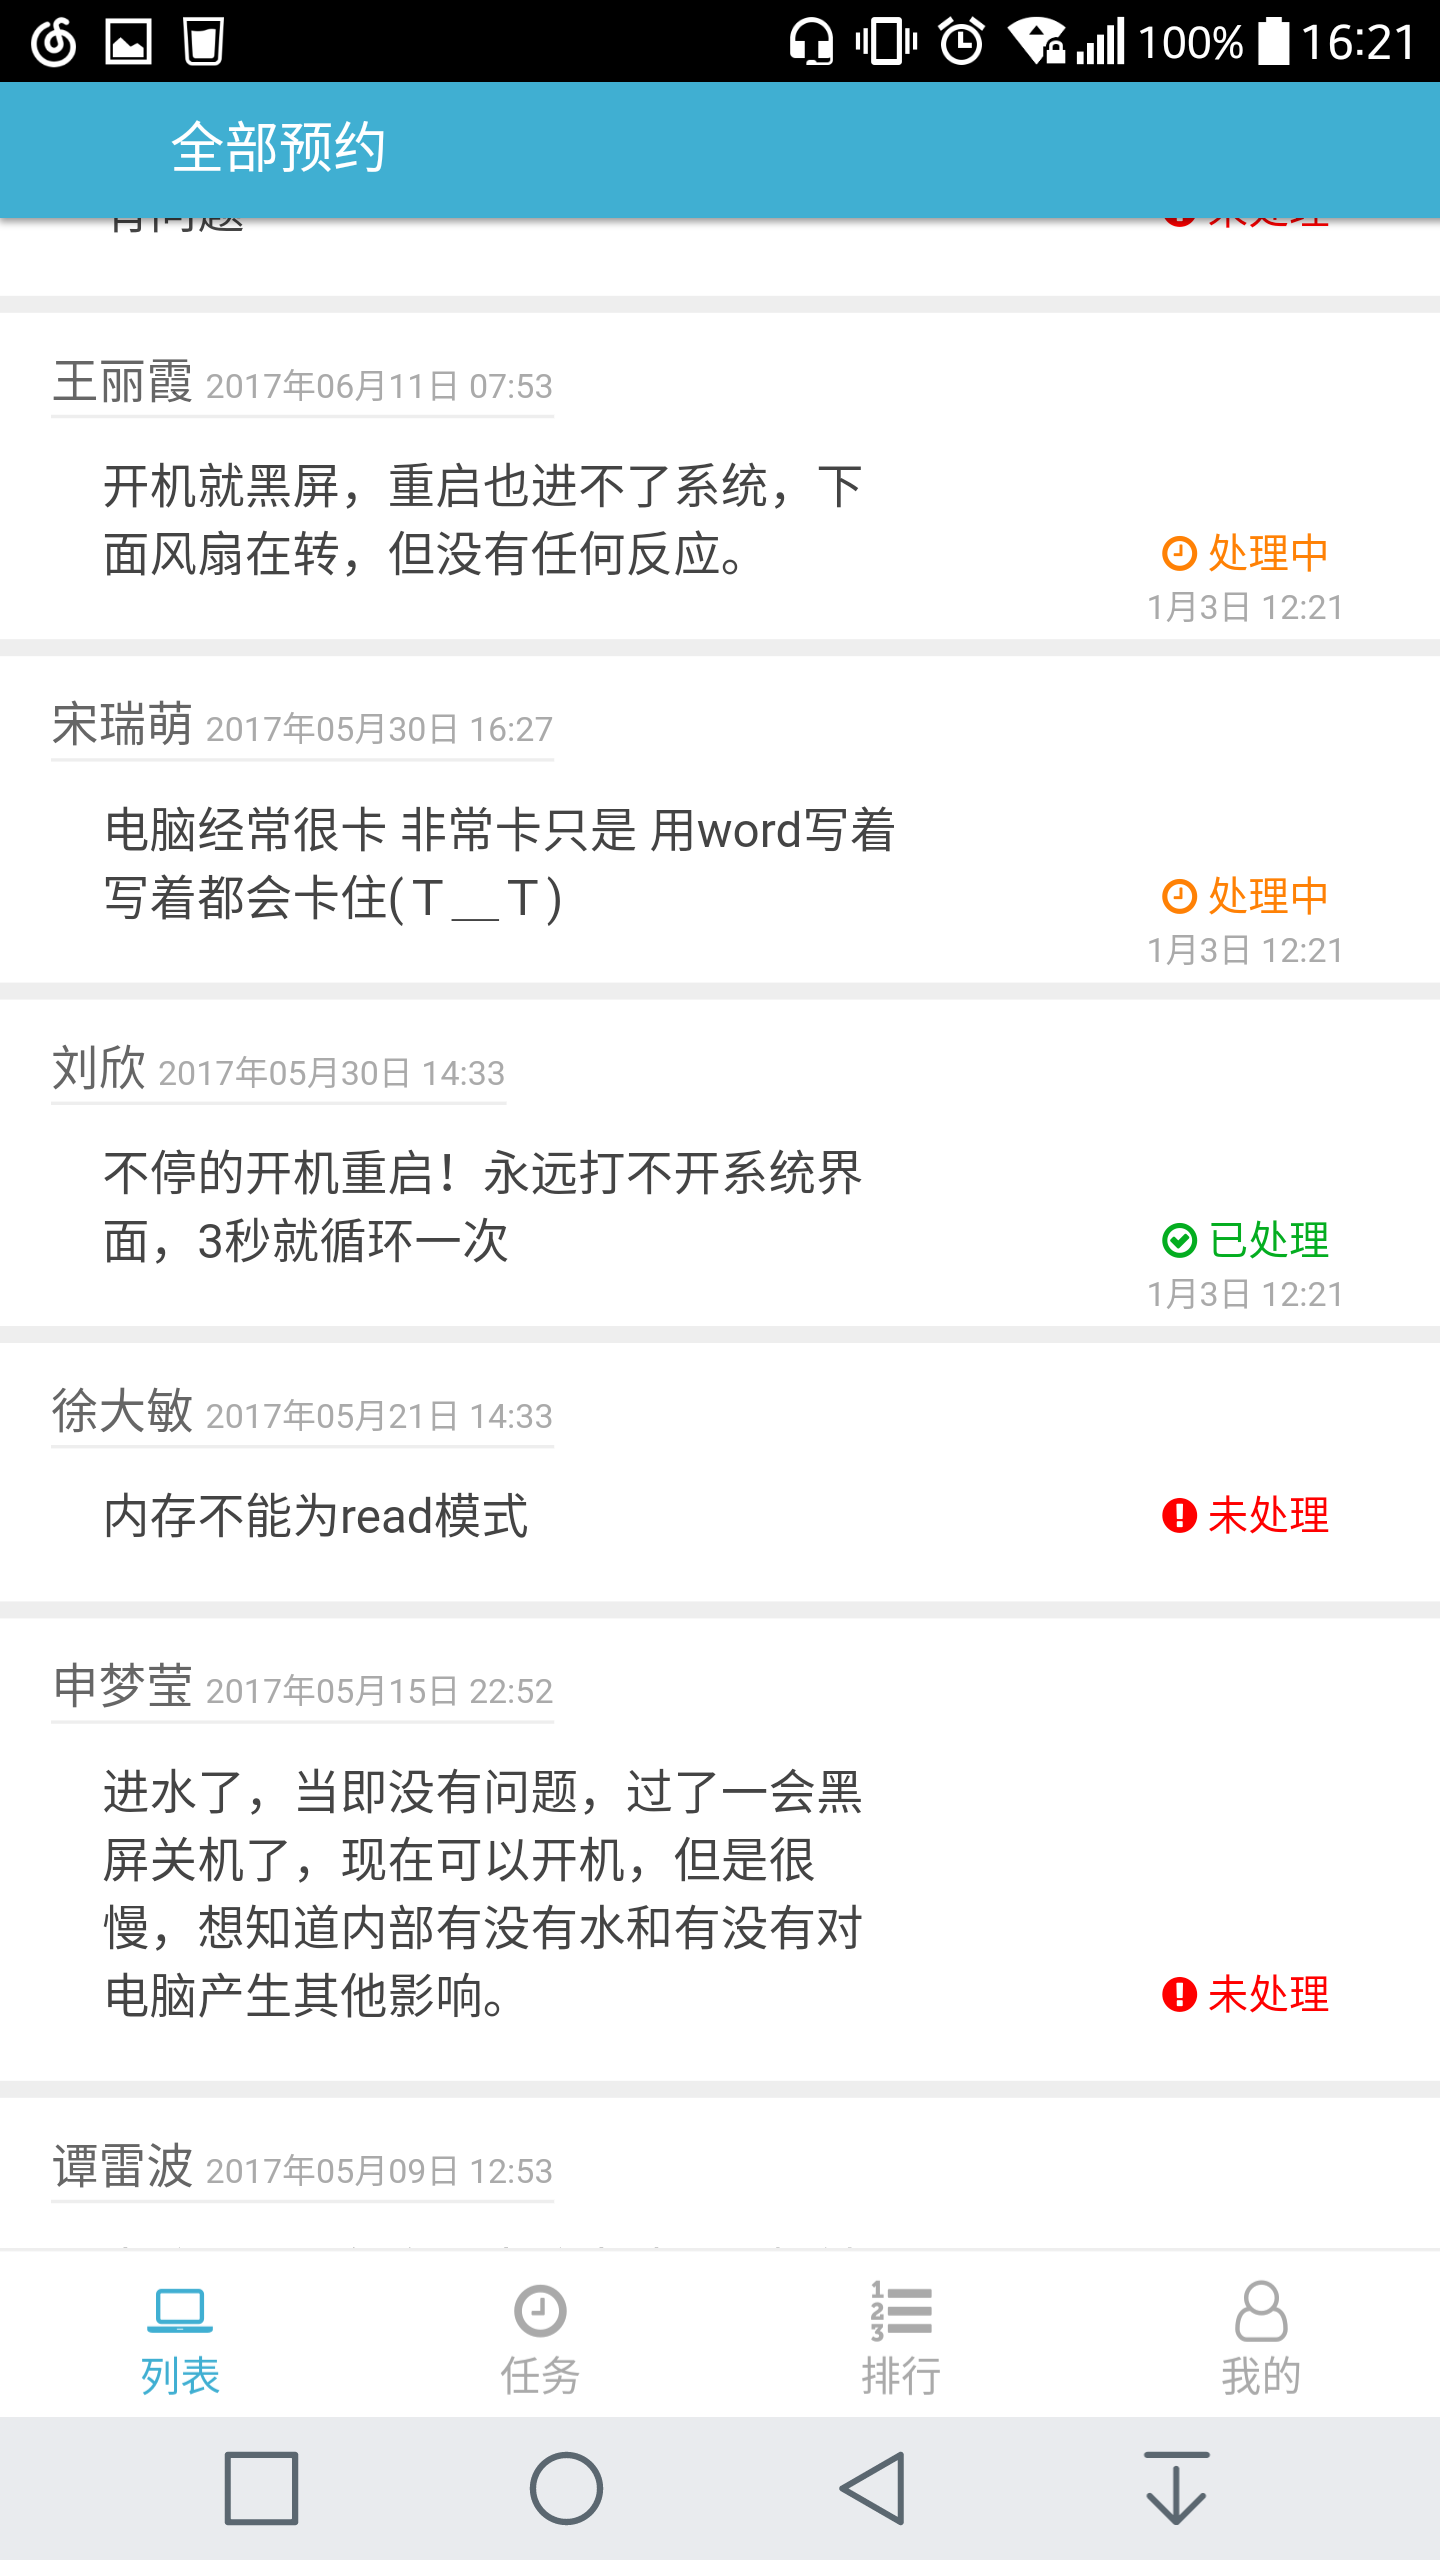 100% 16:21
全部预约
有问题 未处理
王丽霞 2017年06月11日 07:53
开机就黑屏，重启也进不了系统，下
面风扇在转，但没有任何反应。
处理中
1月3日 12:21
宋瑞萌 2017年05月30日 16:27
电脑经常很卡 非常卡只是 用word写着
写着都会卡住(Ｔ＿Ｔ)
处理中
1月3日 12:21
刘欣 2017年05月30日 14:33
不停的开机重启！永远打不开系统界
面，3秒就循环一次
已处理
1月3日 12:21
徐大敏 2017年05月21日 14:33
内存不能为read模式
未处理
申梦莹 2017年05月15日 22:52
进水了，当即没有问题，过了一会黑
屏关机了，现在可以开机，但是很
慢，想知道内部有没有水和有没有对
电脑产生其他影响。
未处理
谭雷波 2017年05月09日 12:53
列表 任务 排行 我的